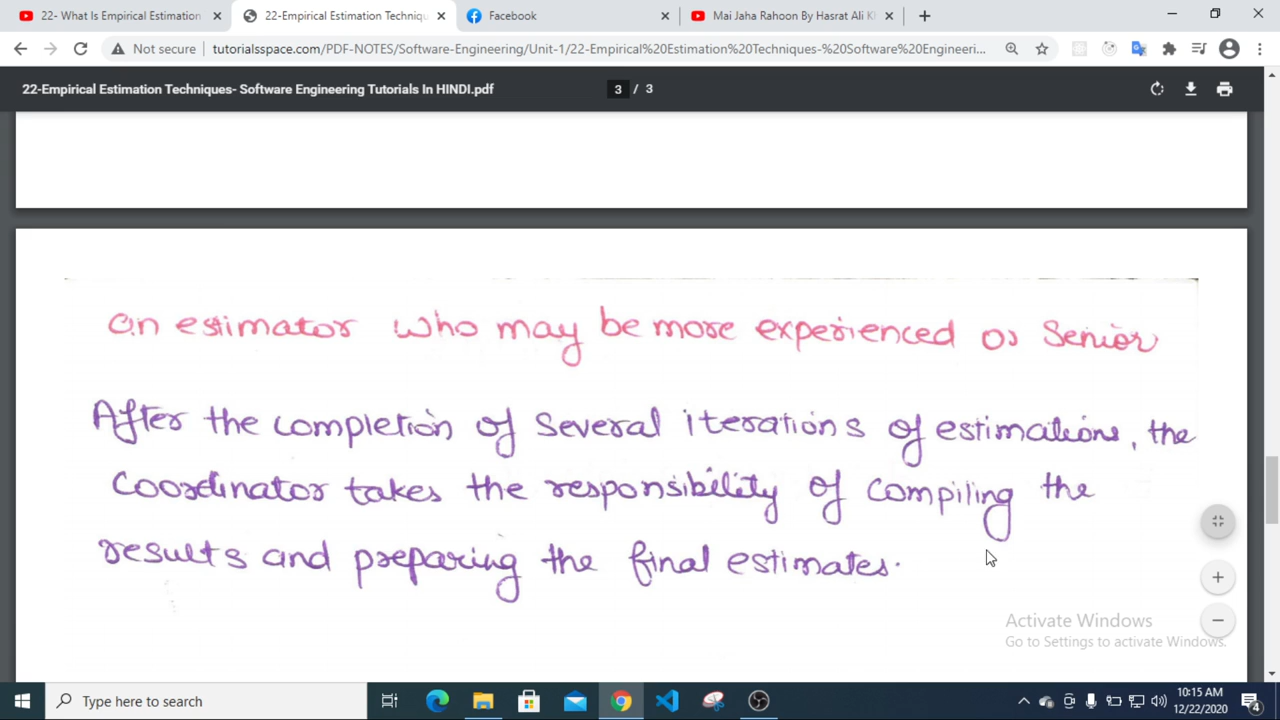 22- What Is Empirical Estimation
22-Empirical Estimation Techniqu
Facebook
Mai Jaha Rahoon By Hasrat Ali Kh
Not secure
tutorialsspace.com/PDF-NOTES/Software-Engineering/Unit-1/22-Empirical%20Estimation%20Techniques-%20Software%20Engineeri...
22-Empirical Estimation Techniques- Software Engineering Tutorials In HINDI.pdf
3 / 3
an estimator who may be more experienced or Senior
After the completion of several iterations of estimations, the
coordinator takes the responsibility of compiling the
results and preparing the final estimates.
Activate Windows
Go to Settings to activate Windows.
Type here to search
10:15 AM
12/22/2020
4